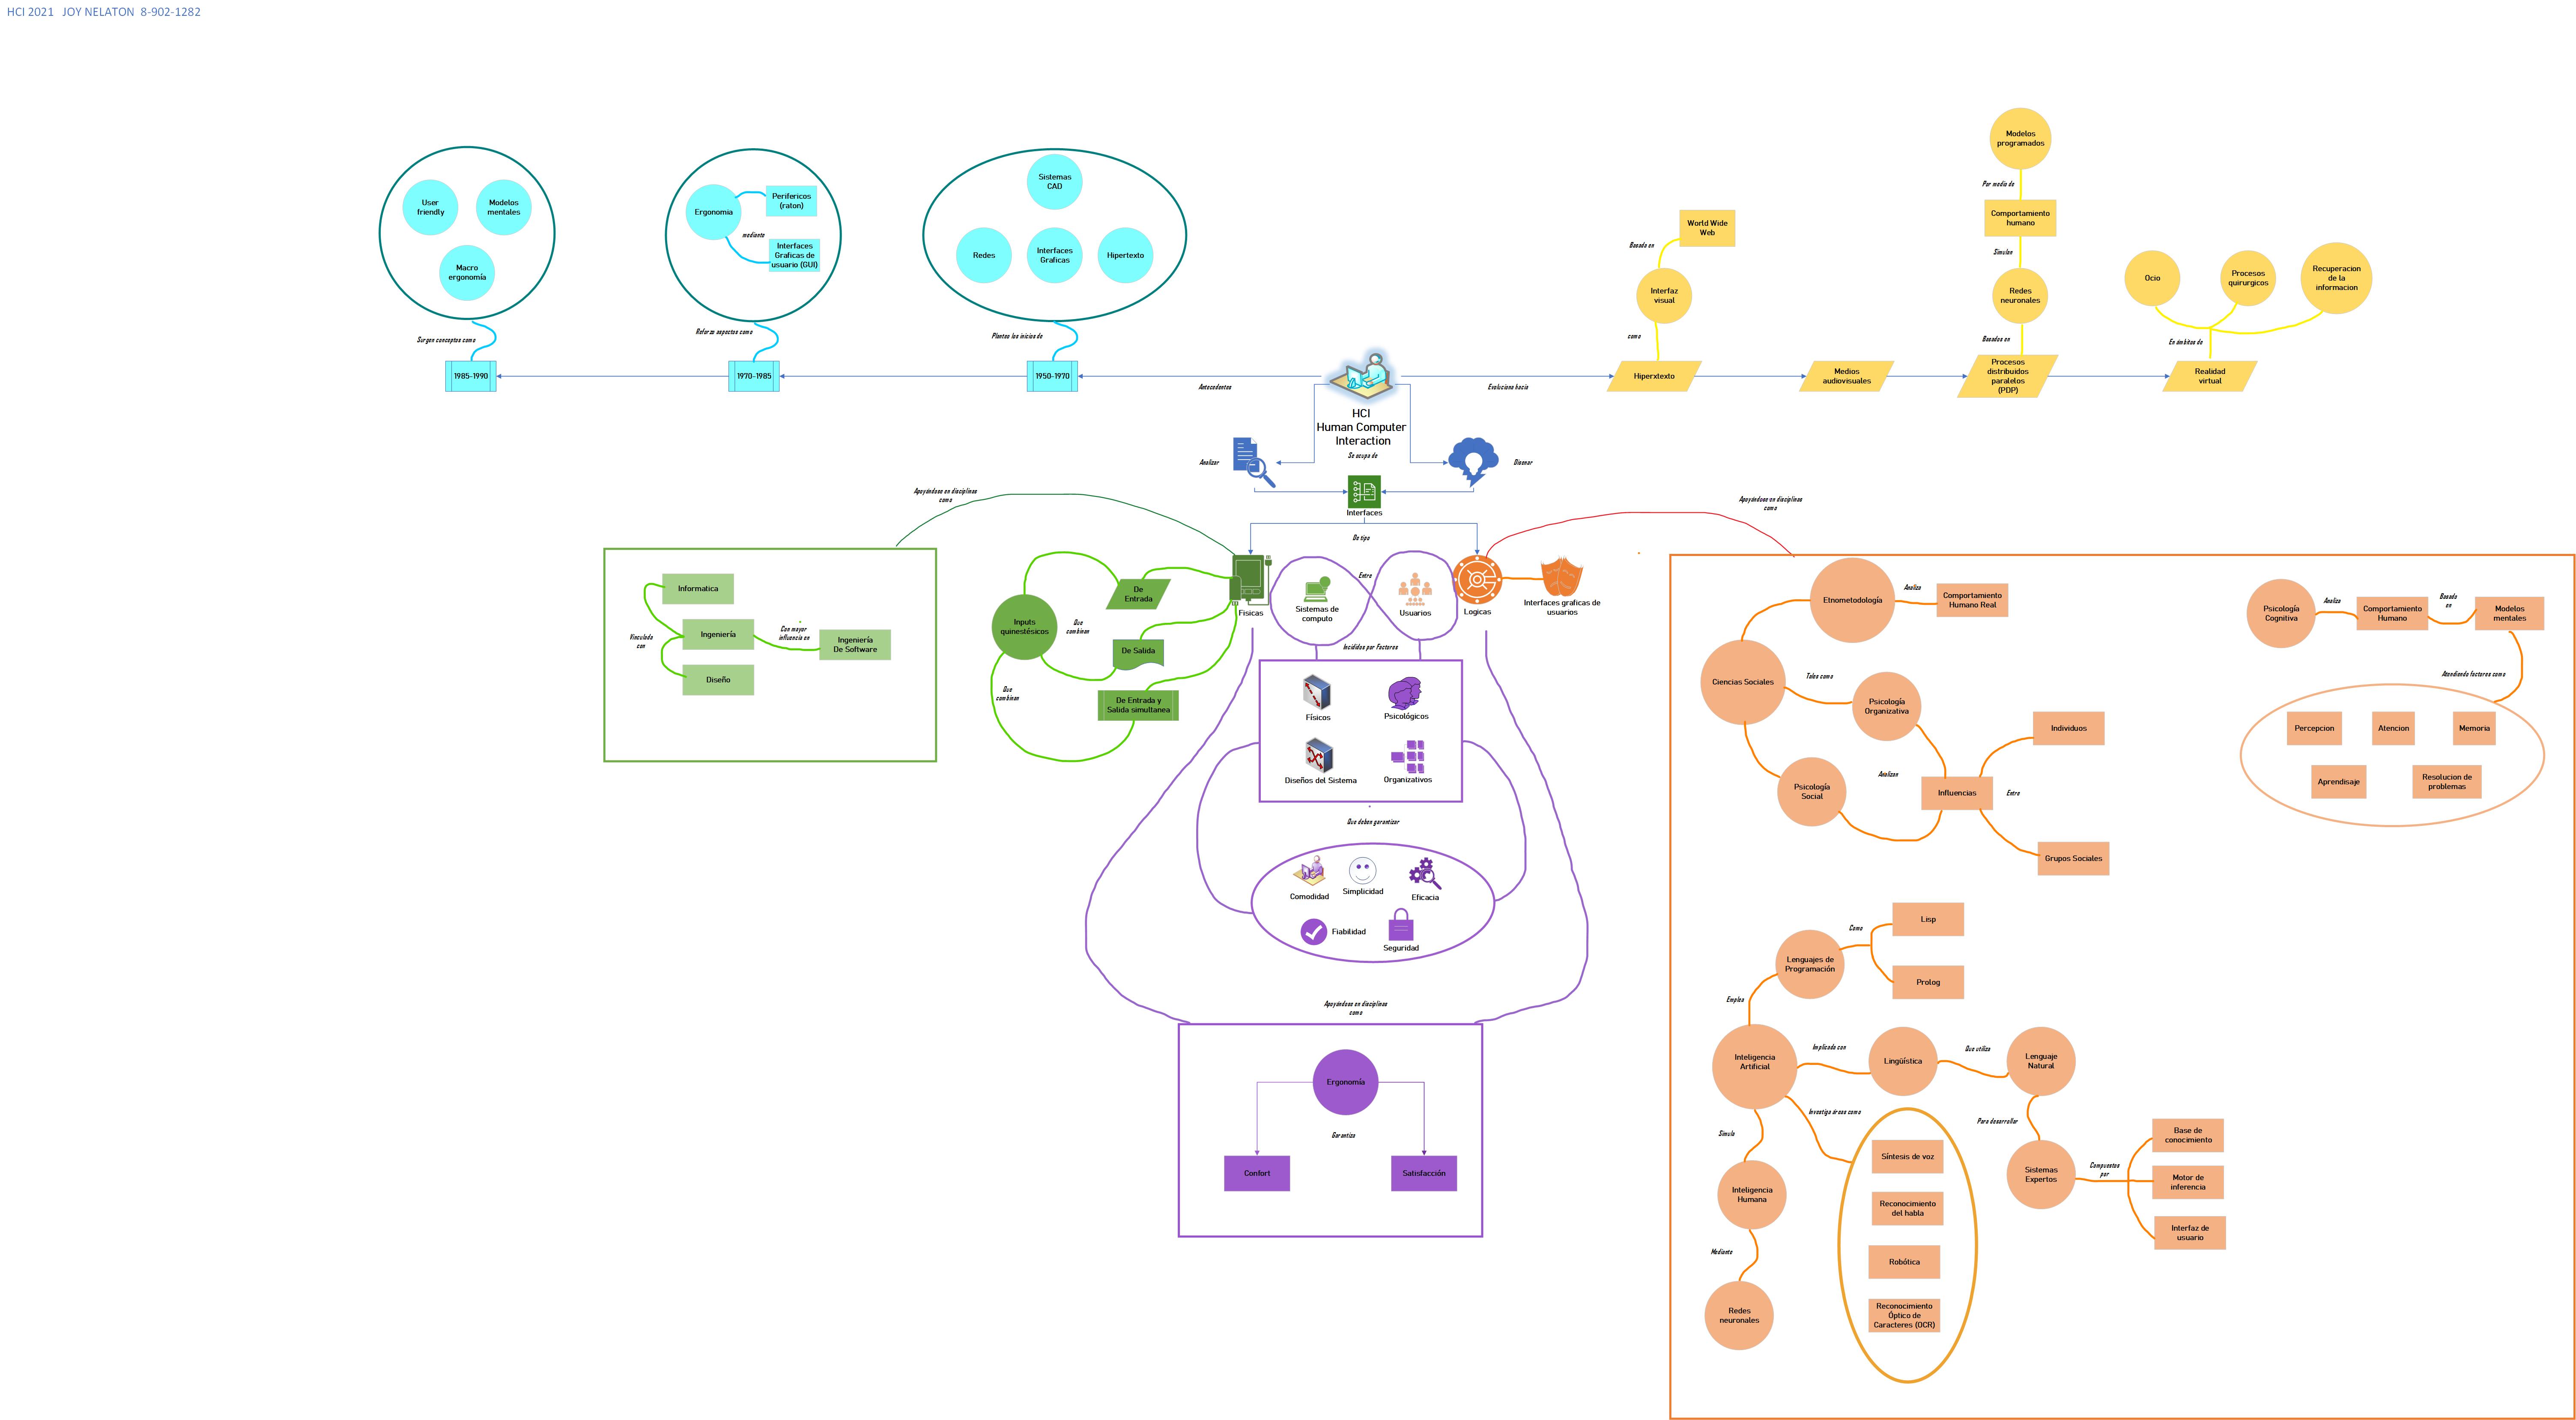 HCI 2021   JOY NELATON  8-902-1282
User
friendly
Modelos
mentales
Macro
ergonomía
Surgen conceptos como
1985-1990
Ergonomia
Perifericos
(raton)
mediante
Interfaces
Graficas de
usuario (GUI)
Reforza aspectos como
1970-1985
Sistemas
CAD
Redes
Interfaces
Graficas
Hipertexto
Plantea los inicios de
1950-1970
Antecedentes
HCI
Human Computer
Interaction
Se ocupa de
Evoluciona hacia
World Wide
Web
Basada en
Interfaz
visual
como
Hiperxtexto
Medios
audiovisuales
Modelos
programados
Por medio de
Comportamiento
humano
Simulan
Redes
neuronales
Basados en
Procesos
distribuidos
paralelos
(PDP)
Ocio
Procesos
quirurgicos
Recuperacion
de la
informacion
En ámbitos de
Realidad
virtual
Analizar
Disenar
Interfaces
De tipo
Apoyándose en disciplinas
como
Informatica
Vinculada
con
Ingeniería
Con mayor
influencia en
Ingeniería
De Software
Diseño
Inputs
quinestésicos
Que
combinan
Que
combinan
De
Entrada
De Salida
De Entrada y
Salida simultanea
Fisicas
Sistemas de
computo
Entre
Usuarios
Logicas
Interfaces graficas de
usuarios
Incididos por Factores
Físicos
Psicológicos
Diseños del Sistema
Organizativos
Que deben garantizar
Comodidad
Simplicidad
Eficacia
Fiabilidad
Seguridad
Apoyándose en disciplinas
como
Ergonomía
Garantiza
Confort
Satisfacción
Apoyándose en disciplinas
como
Etnometodología
Analiza
Comportamiento
Humano Real
Ciencias Sociales
Tales como
Psicología
Organizativa
Psicología
Social
Analizan
Influencias
Entre
Individuos
Grupos Sociales
Psicología
Cognitiva
Analiza
Comportamiento
Humano
Basado
en
Modelos
mentales
Atendiendo factores como
Percepcion
Atencion
Memoria
Aprendisaje
Resolucion de
problemas
Lenguajes de
Programación
Como
Lisp
Prolog
Emplea
Inteligencia
Artificial
Implicada con
Lingüística
Que utiliza
Lenguaje
Natural
Investiga áreas como
Simula
Inteligencia
Humana
Mediante
Redes
neuronales
Síntesis de voz
Reconocimiento
del habla
Robótica
Reconocimiento
Óptico de
Caracteres (OCR)
Para desarrollar
Sistemas
Expertos
Compuestos
por
Base de
conocimiento
Motor de
inferencia
Interfaz de
usuario